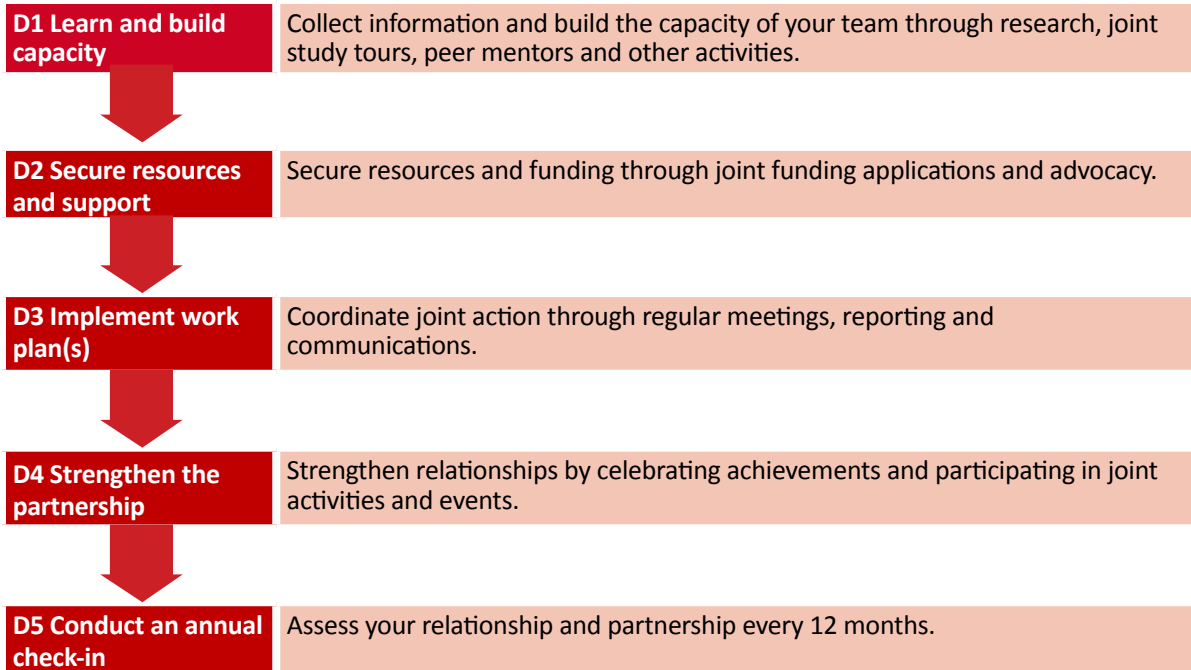 D1 Learn and build
capacity
Collect information and build the capacity of your team through research, joint
study tours, peer mentors and other activities.
D2 Secure resources
and support
Secure resources and funding through joint funding applications and advocacy.
D3 Implement work
plan(s)
Coordinate joint action through regular meetings, reporting and
communications.
D4 Strengthen the
partnership
Strengthen relationships by celebrating achievements and participating in joint
activities and events.
D5 Conduct an annual
check-in
Assess your relationship and partnership every 12 months.